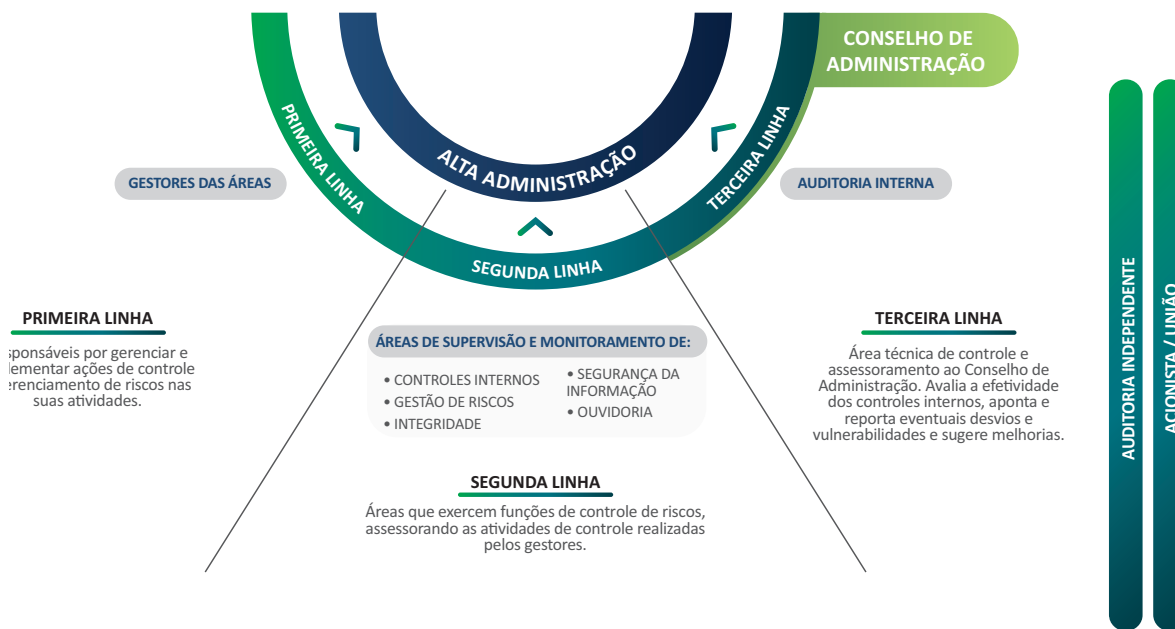 CONSELHO DE
ADMINISTRAÇÃO
PRIMEIRA LINHA
ALTA ADMINISTRAÇÃO
TERCEIRA LINHA
GESTORES DAS ÁREAS
AUDITORIA INTERNA
SEGUNDA LINHA
PRIMEIRA LINHA
sponsáveis por gerenciar e
lementar ações de controle
erenciamento de riscos nas
suas atividades.
ÁREAS DE SUPERVISÃO E MONITORAMENTO DE:
• CONTROLES INTERNOS
• GESTÃO DE RISCOS
• INTEGRIDADE
• SEGURANÇA DA
INFORMAÇÃO
• OUVIDORIA
SEGUNDA LINHA
Áreas que exercem funções de controle de riscos,
assessorando as atividades de controle realizadas
pelos gestores.
TERCEIRA LINHA
Área técnica de controle e
assessoramento ao Conselho de
Administração. Avalia a efetividade
dos controles internos, aponta e
reporta eventuais desvios e
vulnerabilidades e sugere melhorias.
AUDITORIA INDEPENDENTE
ACIONISTA / UNIÃO